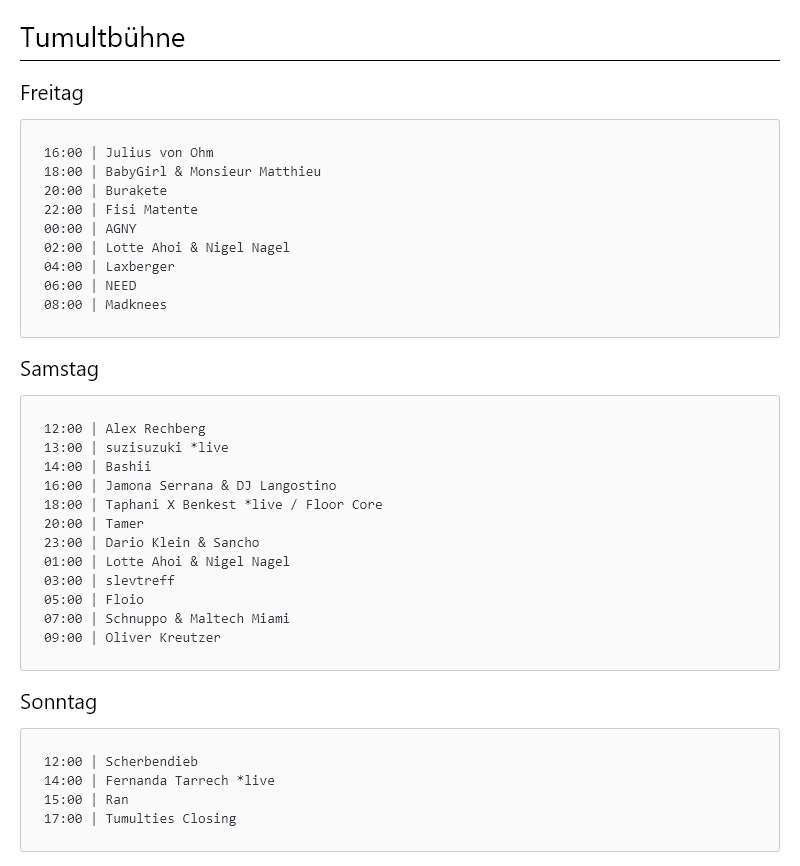 Tumultbühne
Freitag
16:00 | Julius von Ohm
18:00 | BabyGirl & Monsieur Matthieu
20:00 | Burakete
22:00 | Fisi Matente
00:00 | AGNY
02:00 | Lotte Ahoi & Nigel Nagel
04:00 | Laxberger
06:00 | NEED
08:00 | Madknees
Samstag
12:00 | Alex Rechberg
13:00 | suzisuzuki *live
14:00 | Bashii
16:00 | Jamona Serrana & DJ Langostino
18:00 | Taphani X Benkest *live / Floor Core
20:00 | Tamer
23:00 | Dario Klein & Sancho
01:00 | Lotte Ahoi & Nigel Nagel
03:00 | slevtreff
05:00 | Floio
07:00 | Schnuppo & Maltech Miami
09:00 | Oliver Kreutzer
Sonntag
12:00 | Scherbendieb
14:00 | Fernanda Tarrech *live
15:00 | Ran
17:00 | Tumulties Closing